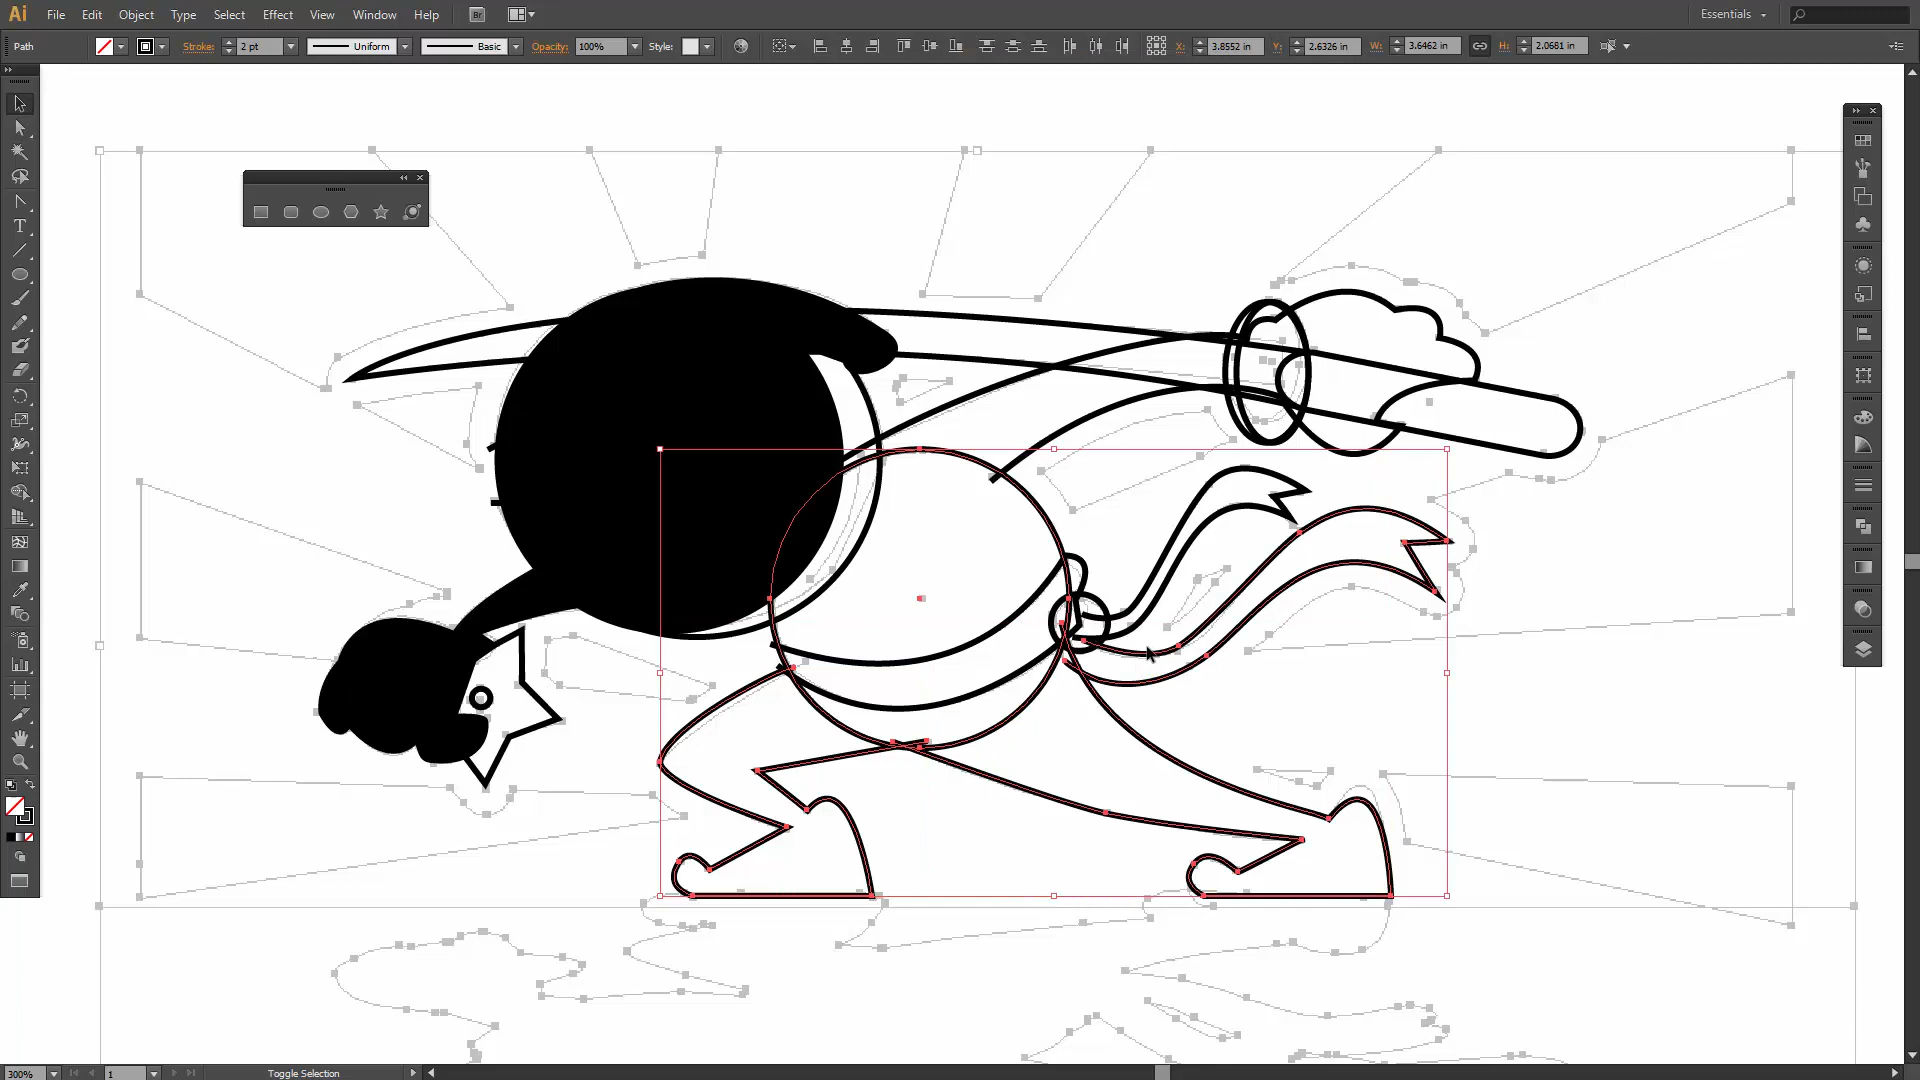 Ai File Edit Object Type Select Effect View Window Help Br Essentials
Path Stroke: 2 pt Uniform Basic Opacity: 100% Style: X: 3.8552 in Y: 2.6326 in W: 3.6462 in H: 2.0681 in
T
300% 1 Toggle Selection